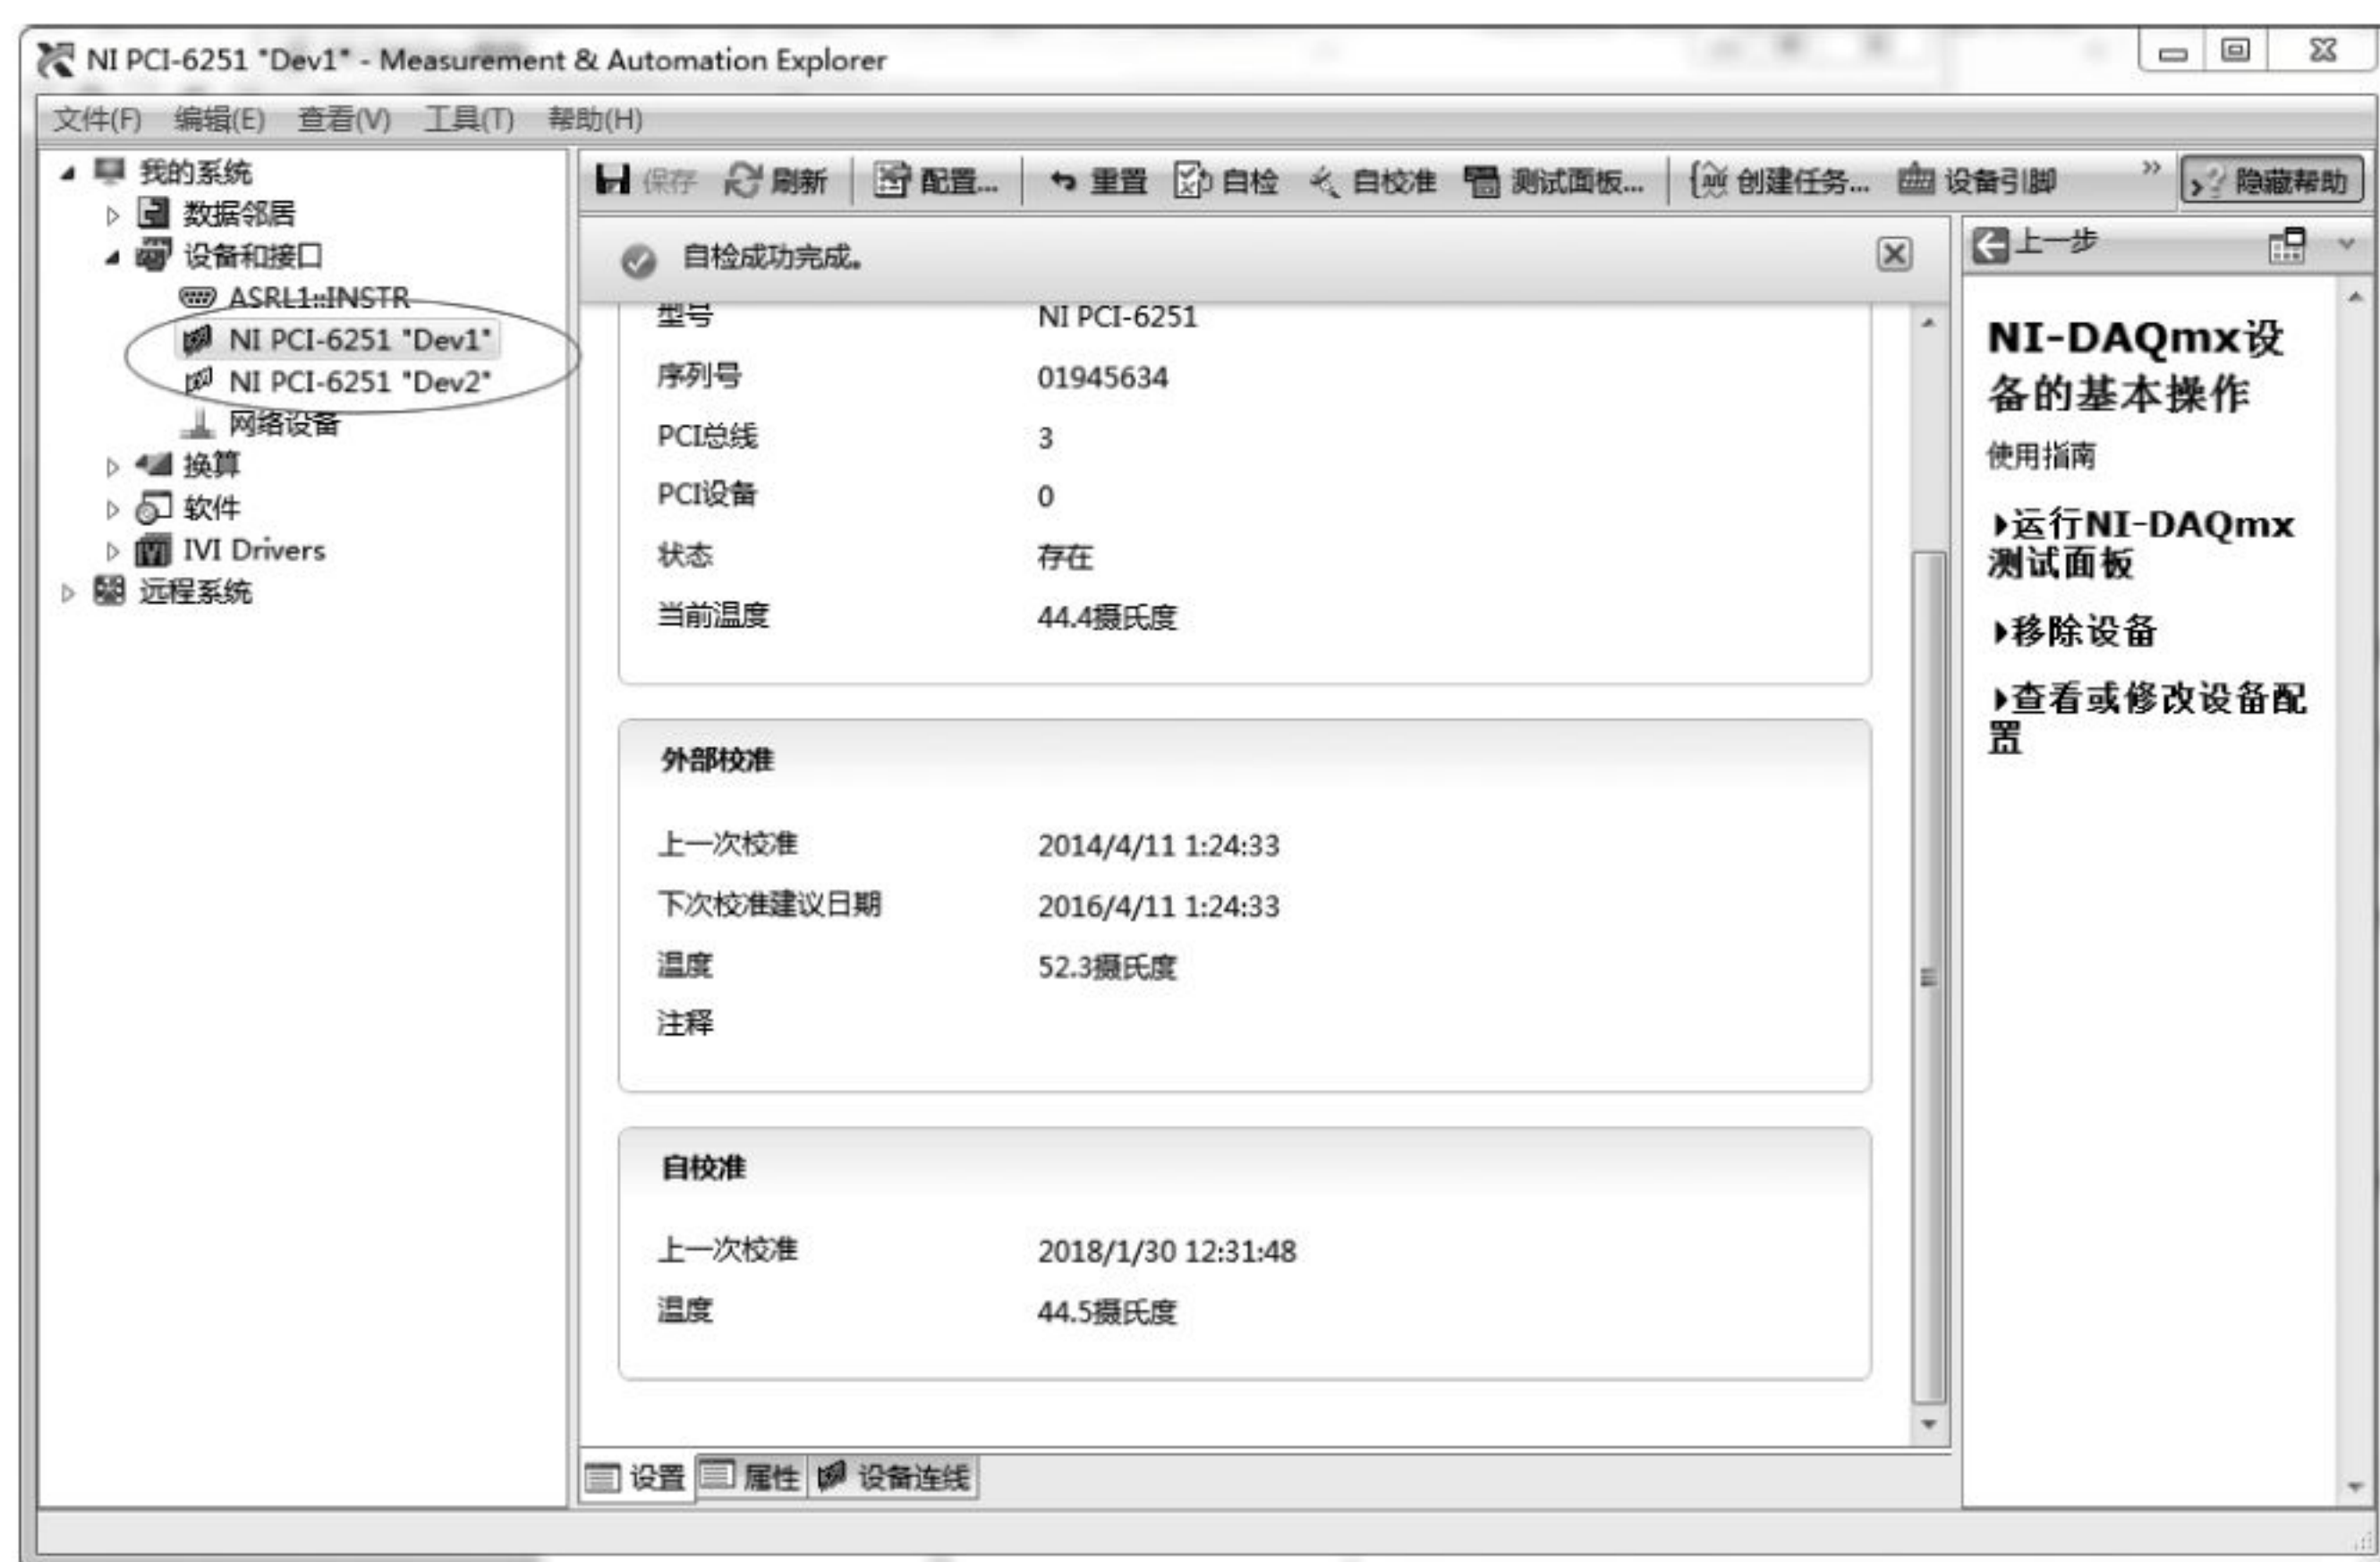 NI PCI-6251 "Dev1" - Measurement & Automation Explorer
文件(F) 编辑(E) 查看(V) 工具(T) 帮助(H)
我的系统
数据邻居
设备和接口
ASRL1::INSTR
NI PCI-6251 "Dev1"
NI PCI-6251 "Dev2"
网络设备
换算
软件
IVI Drivers
远程系统
保存 刷新 配置... 重置 自检 自校准 测试面板... 创建任务... 设备引脚 » 隐藏帮助
自检成功完成。
型号 NI PCI-6251
序列号 01945634
PCI总线 3
PCI设备 0
状态 存在
当前温度 44.4摄氏度
外部校准
上一次校准 2014/4/11 1:24:33
下次校准建议日期 2016/4/11 1:24:33
温度 52.3摄氏度
注释
自校准
上一次校准 2018/1/30 12:31:48
温度 44.5摄氏度
设置 属性 设备连线
上一步
NI-DAQmx设
备的基本操作
使用指南
运行NI-DAQmx
测试面板
移除设备
查看或修改设备配
置